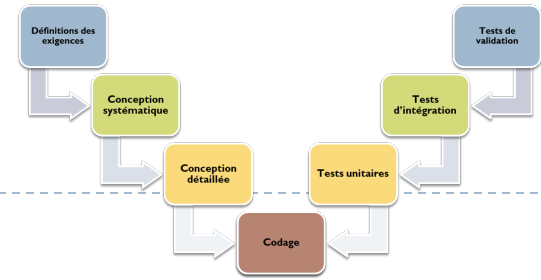 Définitions des
exigences
Tests de
validation
Conception
systématique
Tests
d'intégration
Conception
détaillée
Tests unitaires
Codage